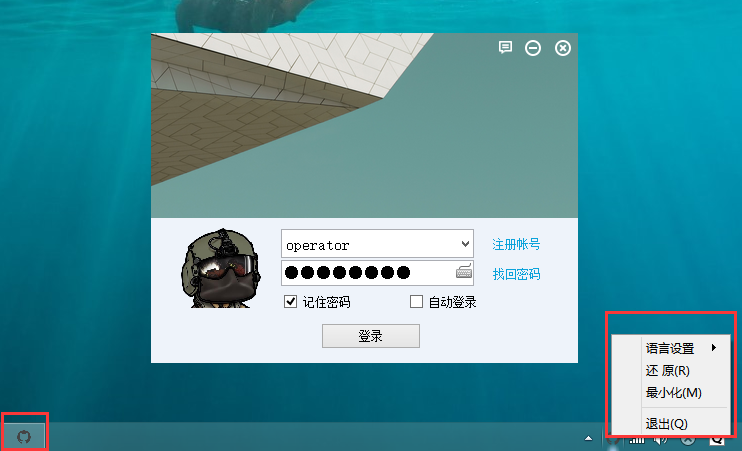 operator
注册帐号
●●●●●●●●
找回密码
记住密码
自动登录
登录
语言设置
还 原(R)
最小化(M)
退出(Q)